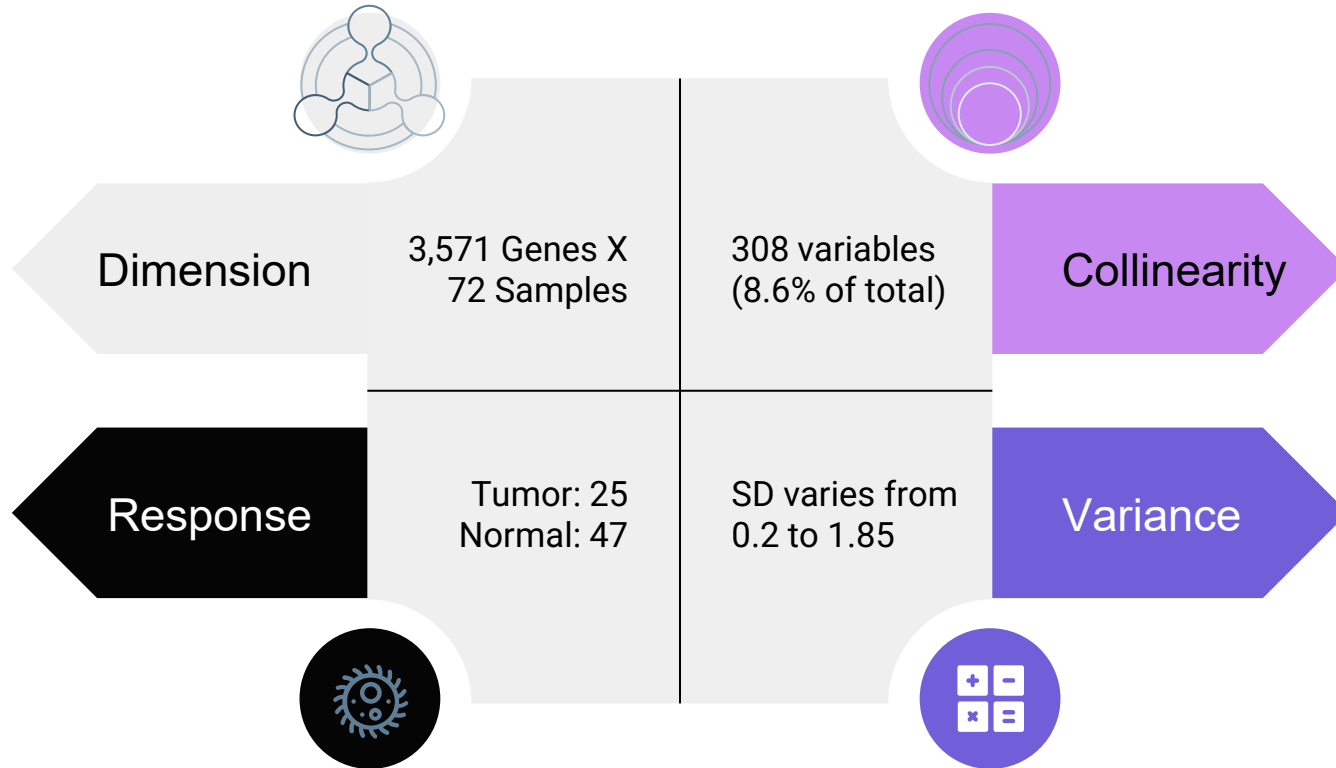 Dimension
3,571 Genes X
72 Samples
308 variables
(8.6% of total)
Collinearity
Response
Tumor: 25
Normal: 47
SD varies from
0.2 to 1.85
Variance